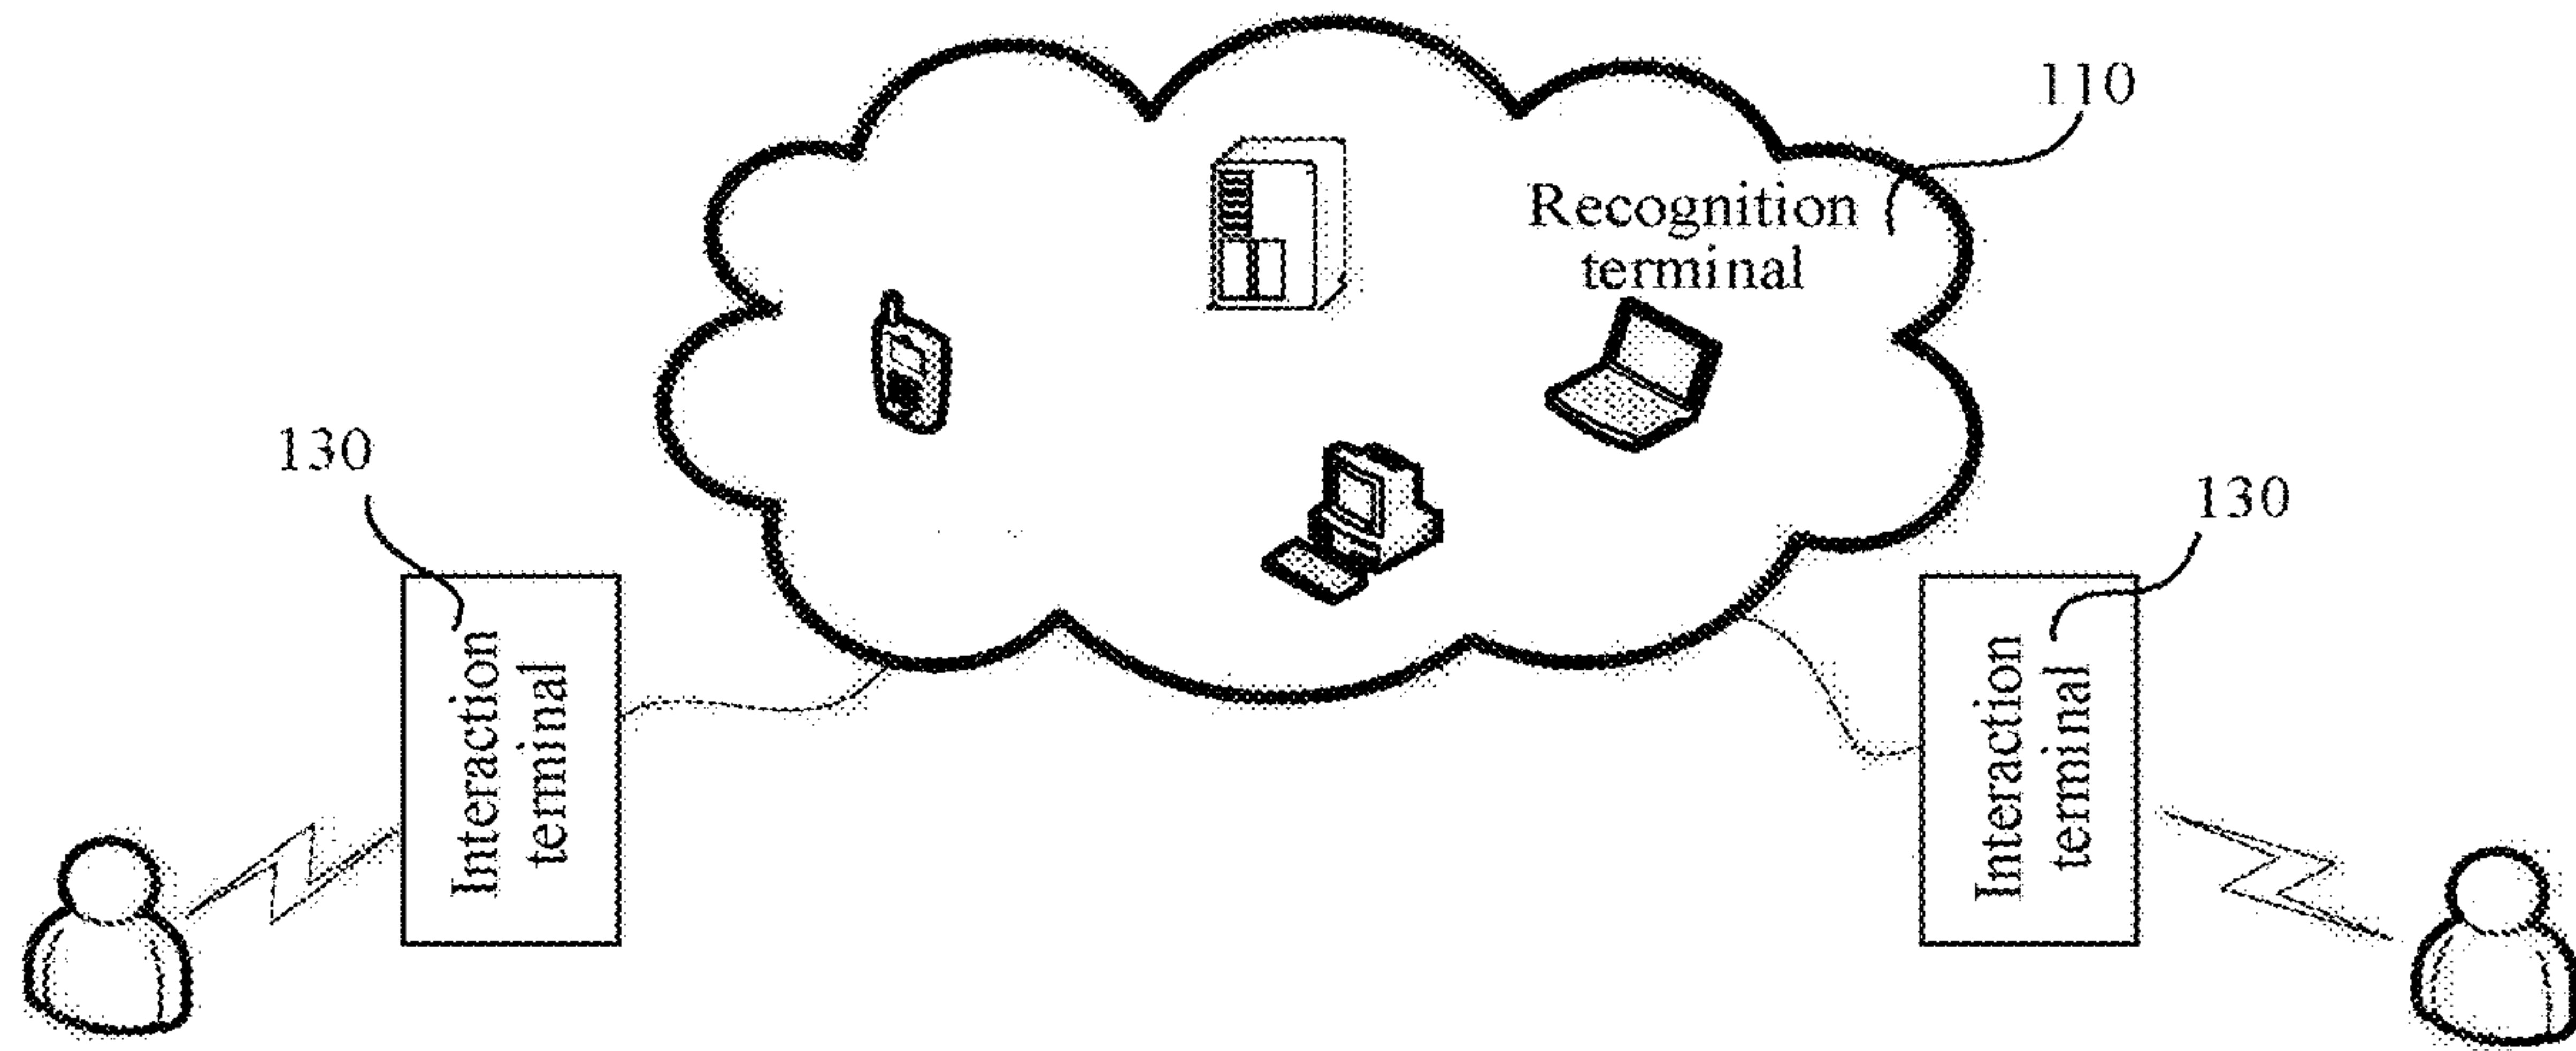 110
Recognition
terminal
130
130
Interaction
terminal
Interaction
terminal